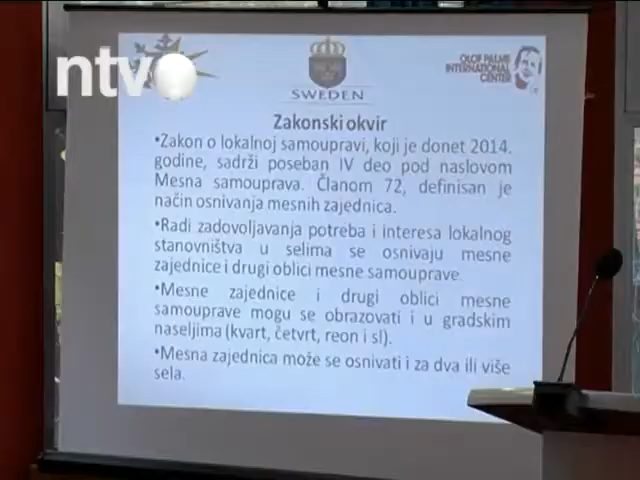 ntv
SWEDEN
OLOF PALME
INTERNATIONAL
CENTER
Zakonski okvir
•Zakon o lokalnoj samoupravi, koji je donet 2014.
godine, sadrži poseban IV deo pod naslovom
Mesna samouprava. Članom 72, definisan je
način osnivanja mesnih zajednica.
•Radi zadovoljavanja potreba i interesa lokalnog
stanovništva u selima se osnivaju mesne
zajednice i drugi oblici mesne samouprave.
•Mesne zajednice i drugi oblici mesne
samouprave mogu se obrazovati i u gradskim
naseljima (kvart, četvrt, reon i sl).
•Mesna zajednica može se osnivati i za dva ili više
sela.